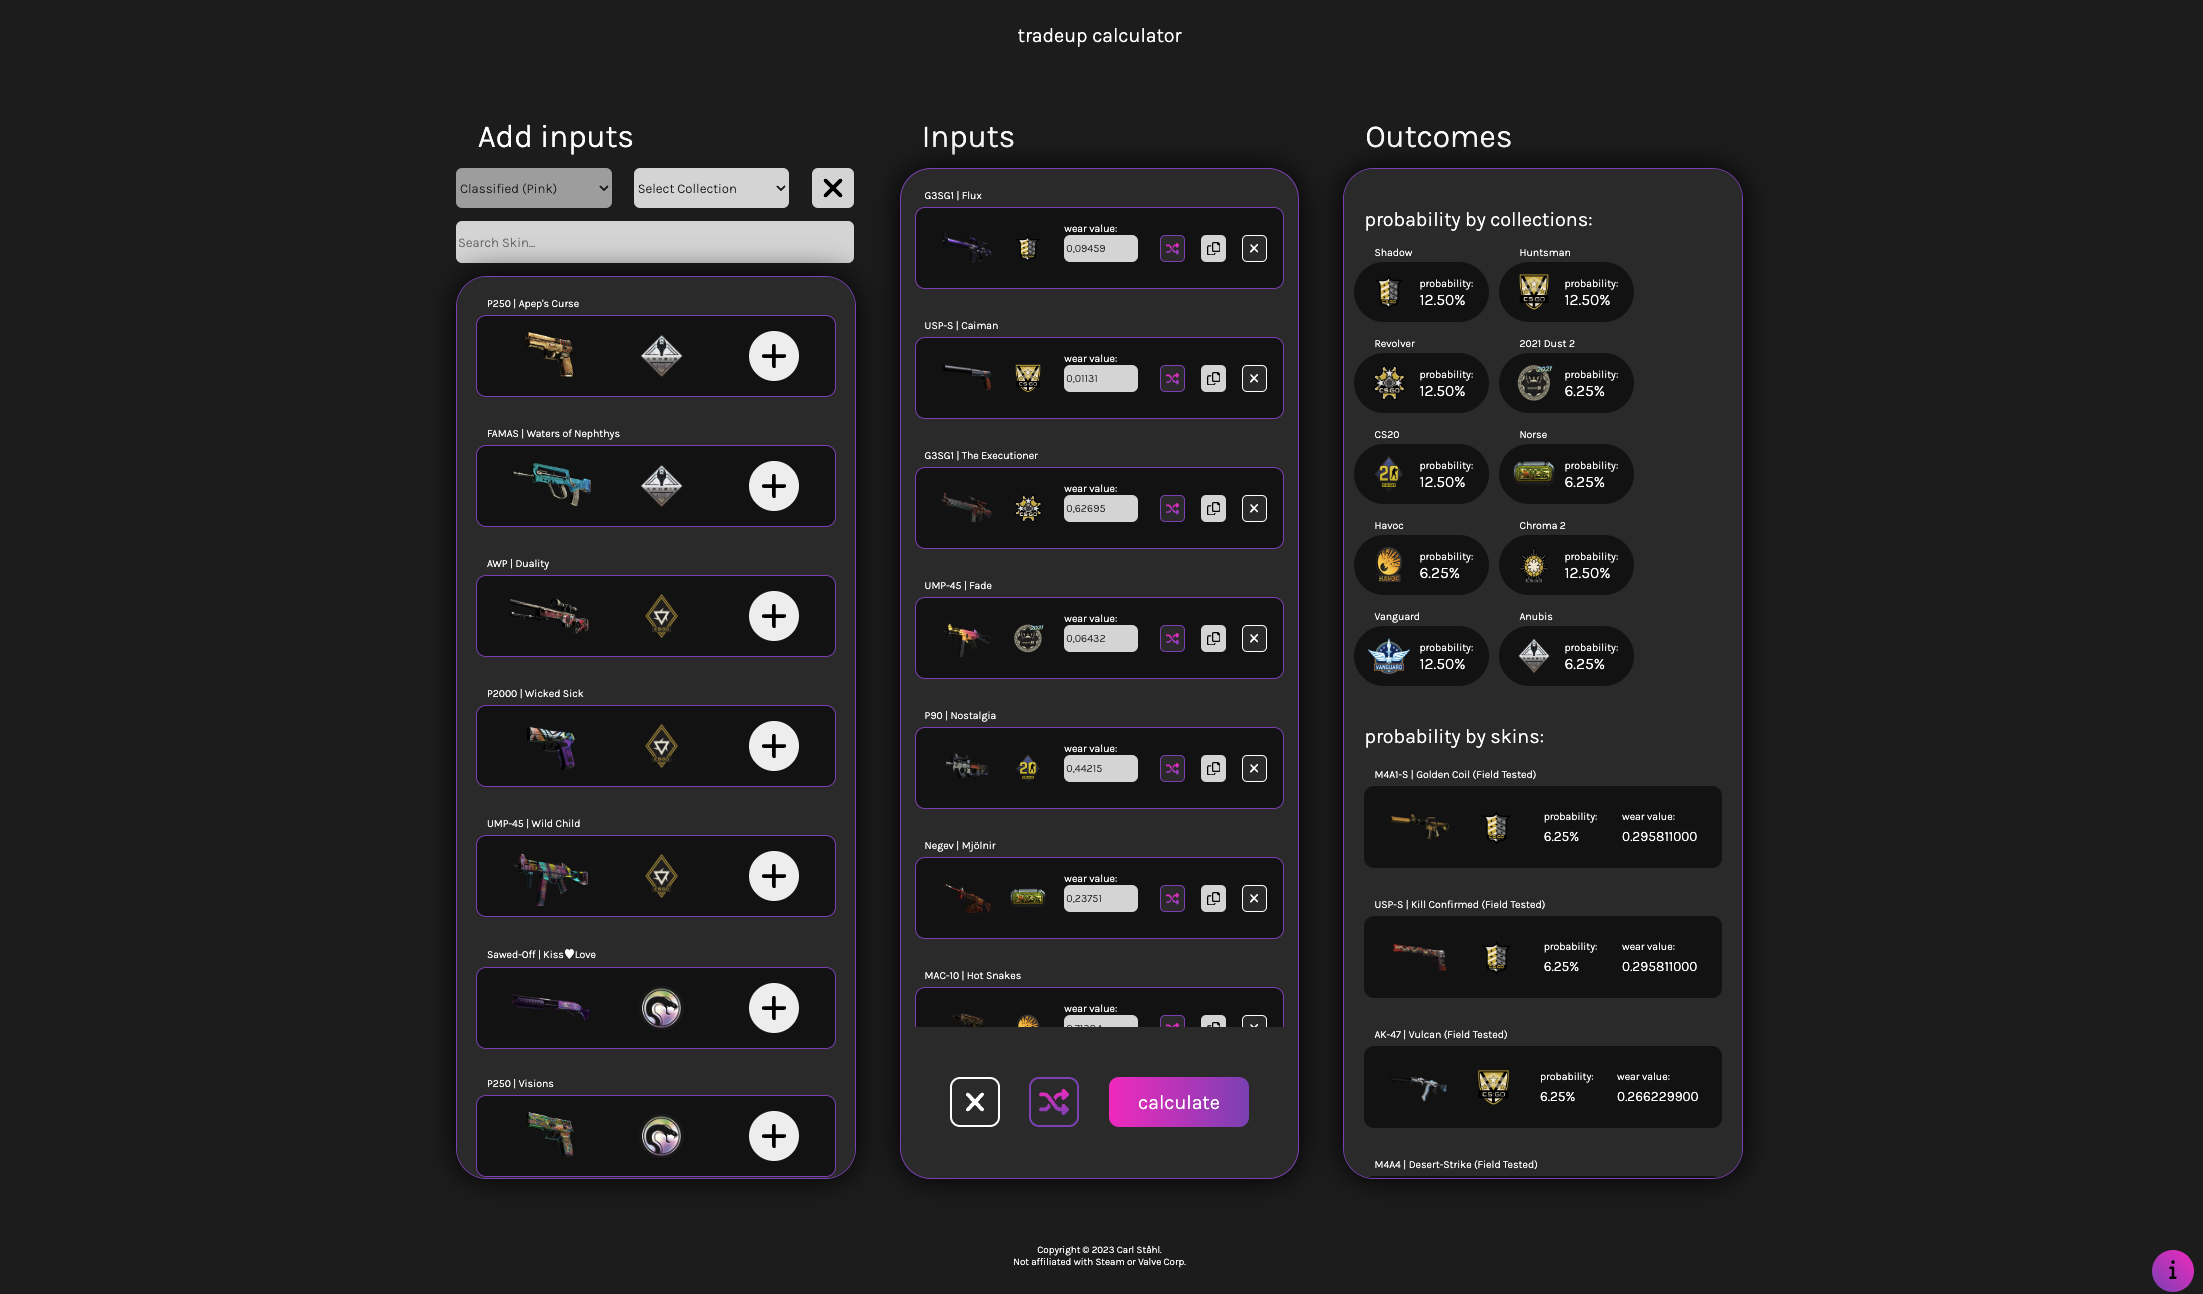 tradeup calculator
Add inputs
Classified (Pink)
Select Collection
Search Skin...
P250 | Apep's Curse
FAMAS | Waters of Nephthys
AWP | Duality
P2000 | Wicked Sick
UMP-45 | Wild Child
Sawed-Off | Kiss♥Love
P250 | Visions
Inputs
G3SG1 | Flux
wear value:
0,09459
USP-S | Caiman
wear value:
0,01131
G3SG1 | The Executioner
wear value:
0,62695
UMP-45 | Fade
wear value:
0,06432
P90 | Nostalgia
wear value:
0,44215
Negev | Mjölnir
wear value:
0,23751
MAC-10 | Hot Snakes
wear value:
calculate
Outcomes
probability by collections:
Shadow
probability:
12.50%
Huntsman
probability:
12.50%
Revolver
probability:
12.50%
2021 Dust 2
probability:
6.25%
CS20
probability:
12.50%
Norse
probability:
6.25%
Havoc
probability:
6.25%
Chroma 2
probability:
12.50%
Vanguard
probability:
12.50%
Anubis
probability:
6.25%
probability by skins:
M4A1-S | Golden Coil (Field Tested)
probability: wear value:
6.25% 0.295811000
USP-S | Kill Confirmed (Field Tested)
probability: wear value:
6.25% 0.295811000
AK-47 | Vulcan (Field Tested)
probability: wear value:
6.25% 0.266229900
M4A4 | Desert-Strike (Field Tested)
Copyright © 2023 Carl Ståhl.
Not affiliated with Steam or Valve Corp.